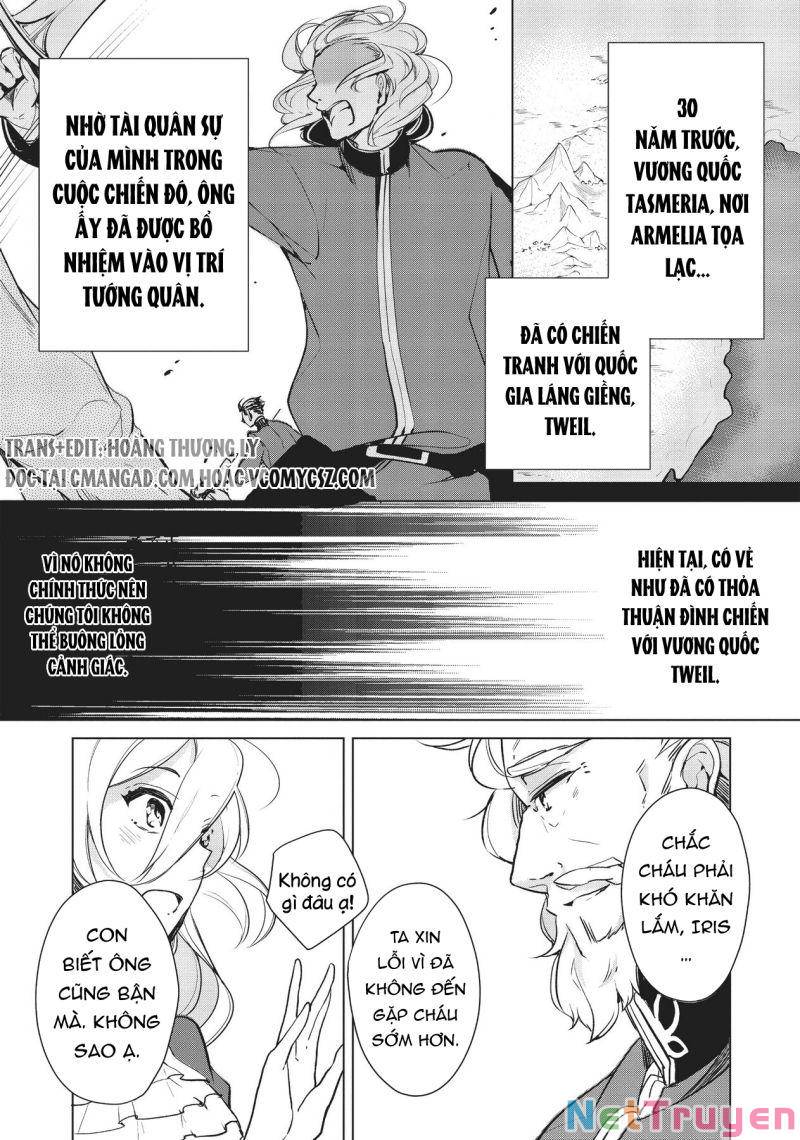 30
NĂM TRƯỚC,
VƯƠNG QUỐC
TASMERIA, NƠI
ARMELIA TỌA
LẠC...
ĐÃ CÓ CHIẾN
TRANH VỚI QUỐC
GIA LÁNG GIỀNG,
TWEIL.
NHỜ TÀI QUÂN SỰ
CỦA MÌNH TRONG
CUỘC CHIẾN ĐÓ, ÔNG
ẤY ĐÃ ĐƯỢC BỔ
NHIỆM VÀO VỊ TRÍ
TƯỚNG QUÂN.
TRANS+EDIT: HOÀNG THƯỢNG LY
ĐỌC TẠI CMANGAD.COM HOẶC VCOMYCSZ.COM
HIỆN TẠI, CÓ VẺ
NHƯ ĐÃ CÓ THỎA
THUẬN ĐÌNH CHIẾN
VỚI VƯƠNG QUỐC
TWEIL.
VÌ NÓ KHÔNG
CHÍNH THỨC NÊN
CHÚNG TÔI KHÔNG
THỂ BUÔNG LỎNG
CẢNH GIÁC.
CHẮC
CHÁU PHẢI
KHÓ KHĂN
LẮM, IRIS
...
TA XIN
LỖI VÌ ĐÃ
KHÔNG ĐẾN
GẶP CHÁU
SỚM HƠN.
Không có
gì đâu ạ!
CON
BIẾT ÔNG
CŨNG BẬN
MÀ. KHÔNG
SAO Ạ.
NetTruyen